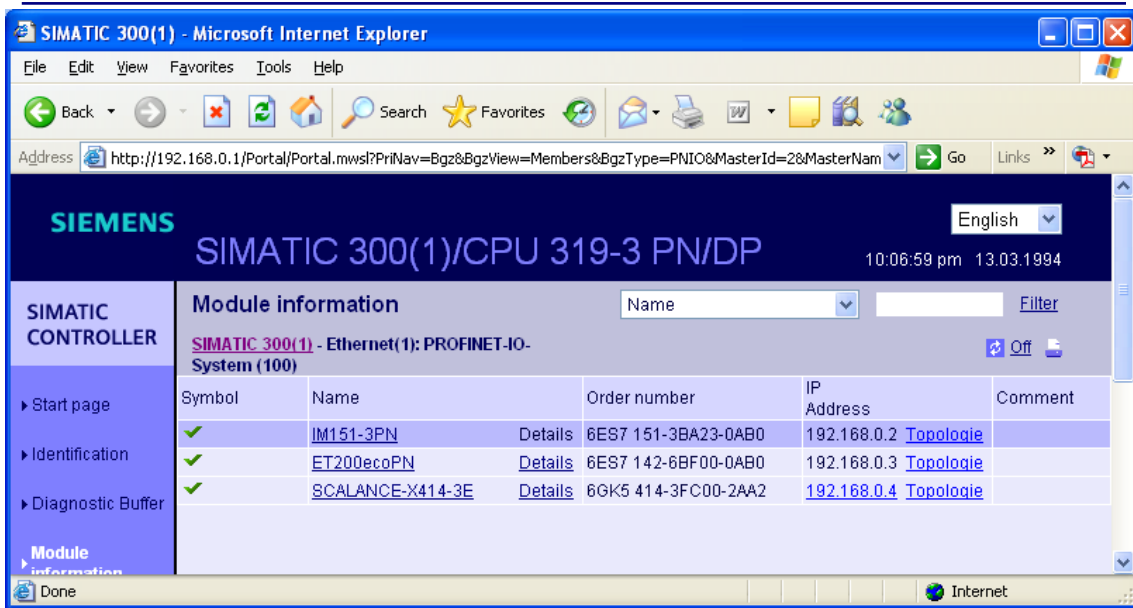 SIMATIC 300(1) - Microsoft Internet Explorer
File Edit View Favorites Tools Help
Back Search Favorites
Address http://192.168.0.1/Portal/Portal.mwsl?PriNav=Bgz&BgzView=Members&BgzType=PNIO&MasterId=2&MasterNam Go Links »
SIEMENS
English
SIMATIC 300(1)/CPU 319-3 PN/DP
10:06:59 pm 13.03.1994
SIMATIC
CONTROLLER
Module information Name Filter
SIMATIC 300(1) - Ethernet(1): PROFINET-IO-
System (100)
Off
Symbol Name Order number IP
Address Comment
IM151-3PN Details 6ES7 151-3BA23-0AB0 192.168.0.2 Topologie
ET200ecoPN Details 6ES7 142-6BF00-0AB0 192.168.0.3 Topologie
SCALANCE-X414-3E Details 6GK5 414-3FC00-2AA2 192.168.0.4 Topologie
Start page
Identification
Diagnostic Buffer
Module
information
Done Internet